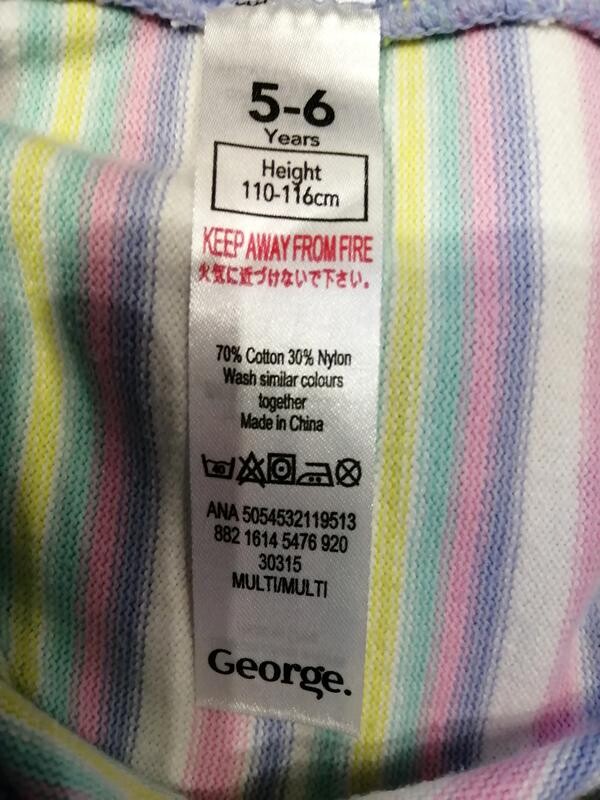 5-6
Years
Height
110-116cm
KEEP AWAY FROM FIRE
火気に近づけないで下さい。
70% Cotton 30% Nylon
Wash similar colours
together
Made in China
40
ANA 5054532119513
882 1614 5476 920
30315
MULTI/MULTI
George.